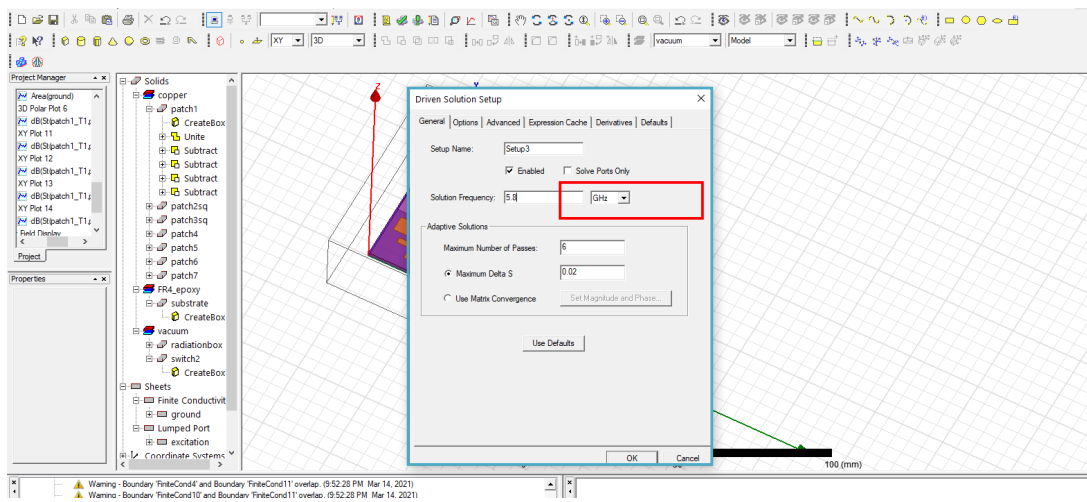 XY
3D
vacuum
Model
Project Manager
Area(ground)
3D Polar Plot 6
dB(St(patch1_T1,p
XY Plot 11
dB(St(patch1_T1,p
XY Plot 12
dB(St(patch1_T1,p
XY Plot 13
dB(St(patch1_T1,p
XY Plot 14
dB(St(patch1_T1,p
Field Display
Project
Properties
Solids
copper
patch1
CreateBox
Unite
Subtract
Subtract
Subtract
patch2sq
patch3sq
patch4
patch5
patch6
patch7
FR4_epoxy
substrate
CreateBox
vacuum
radiationbox
switch2
CreateBox
Sheets
Finite Conductivit
ground
Lumped Port
excitation
Coordinate Systems
Z
Driven Solution Setup
General Options Advanced Expression Cache Derivatives Defaults
Setup Name: Setup3
Enabled Solve Ports Only
Solution Frequency: 5.8 GHz
Adaptive Solutions
Maximum Number of Passes: 6
Maximum Delta S 0.02
Use Matrix Convergence Set Magnitude and Phase...
Use Defaults
OK Cancel
100 (mm)
Warning - Boundary 'FiniteCond4' and Boundary 'FiniteCond11' overlap. (9:52:28 PM Mar 14, 2021)
Warning - Boundary 'FiniteCond10' and Boundary 'FiniteCond11' overlap. (9:52:28 PM Mar 14, 2021)